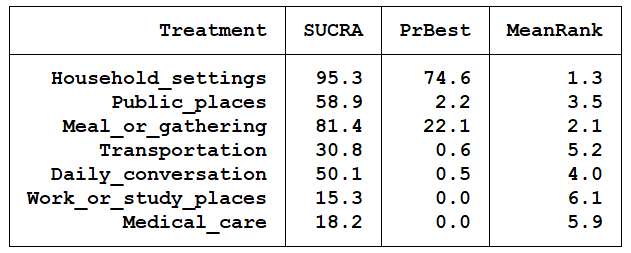 Treatment SUCRA PrBest MeanRank
Household_settings 95.3 74.6 1.3
Public_places 58.9 2.2 3.5
Meal_or_gathering 81.4 22.1 2.1
Transportation 30.8 0.6 5.2
Daily_conversation 50.1 0.5 4.0
Work_or_study_places 15.3 0.0 6.1
Medical_care 18.2 0.0 5.9